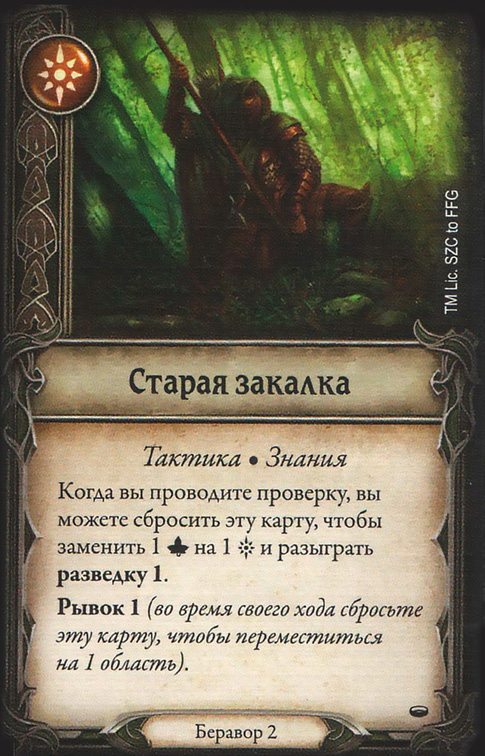 TM Lic. SZC to FFG
Старая закалка
Тактика • Знания
Когда вы проводите проверку, вы
можете сбросить эту карту, чтобы
заменить 1 на 1 и разыграть
разведку 1.
Рывок 1 (во время своего хода сбросьте
эту карту, чтобы переместиться
на 1 область).
Беравор 2